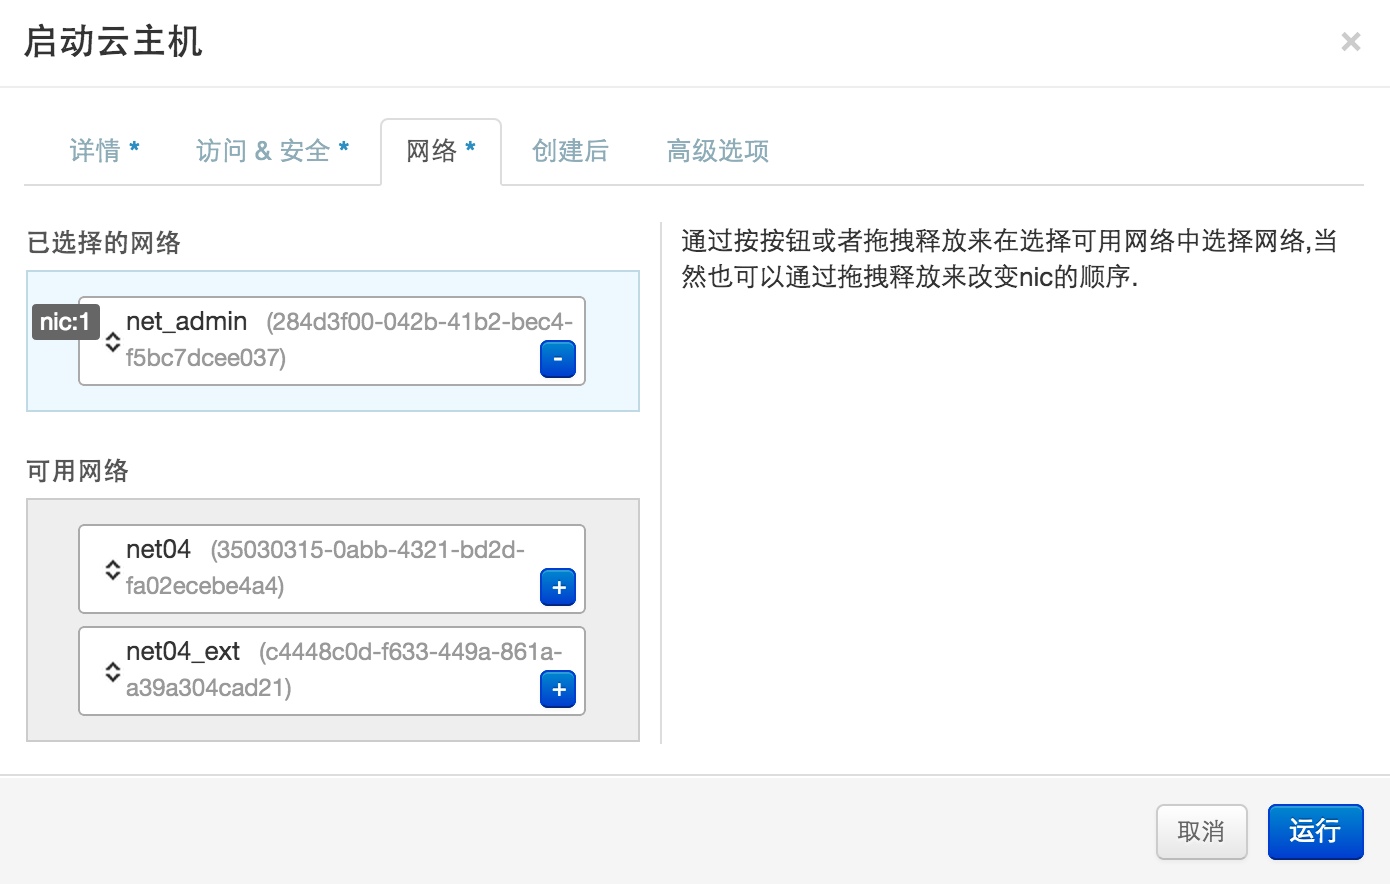 启动云主机
×
详情 *
访问 & 安全 *
网络 *
创建后
高级选项
已选择的网络
nic:1
net_admin (284d3f00-042b-41b2-bec4-
f5bc7dcee037)
-
可用网络
net04 (35030315-0abb-4321-bd2d-
fa02ecebe4a4)
+
net04_ext (c4448c0d-f633-449a-861a-
a39a304cad21)
+
通过按按钮或者拖拽释放来在选择可用网络中选择网络,当
然也可以通过拖拽释放来改变nic的顺序.
取消
运行